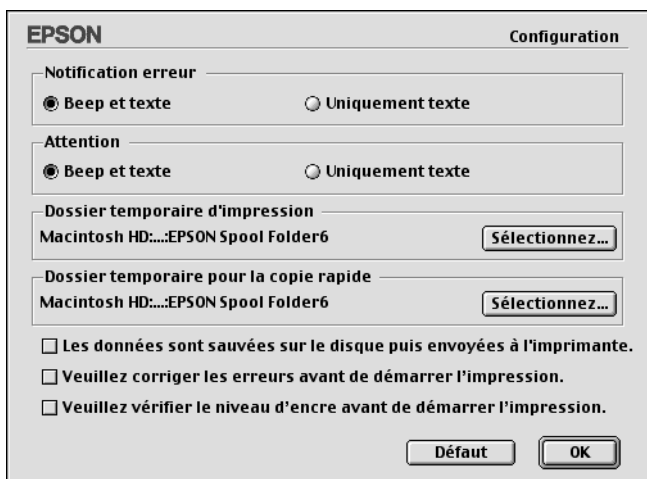 EPSON Configuration
Notification erreur
Beep et texte Uniquement texte
Attention
Beep et texte Uniquement texte
Dossier temporaire d'impression
Macintosh HD:...:EPSON Spool Folder6 Sélectionnez...
Dossier temporaire pour la copie rapide
Macintosh HD:...:EPSON Spool Folder6 Sélectionnez...
Les données sont sauvées sur le disque puis envoyées à l'imprimante.
Veuillez corriger les erreurs avant de démarrer l’impression.
Veuillez vérifier le niveau d’encre avant de démarrer l’impression.
Défaut OK